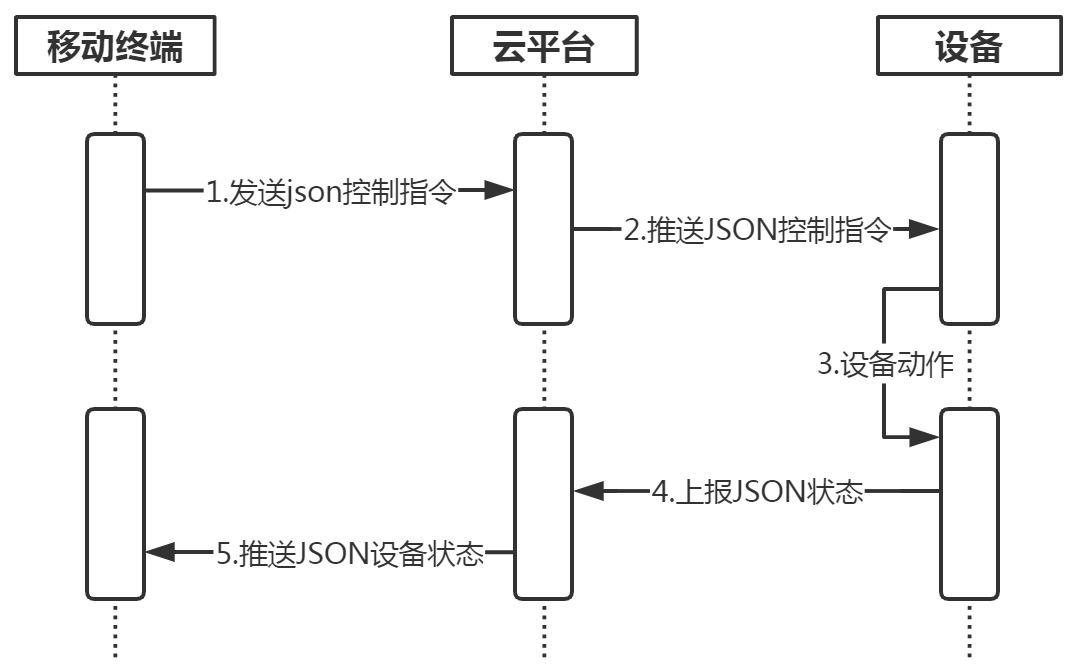 移动终端
云平台
设备
1.发送json控制指令
2.推送JSON控制指令
3.设备动作
4.上报JSON状态
5.推送JSON设备状态